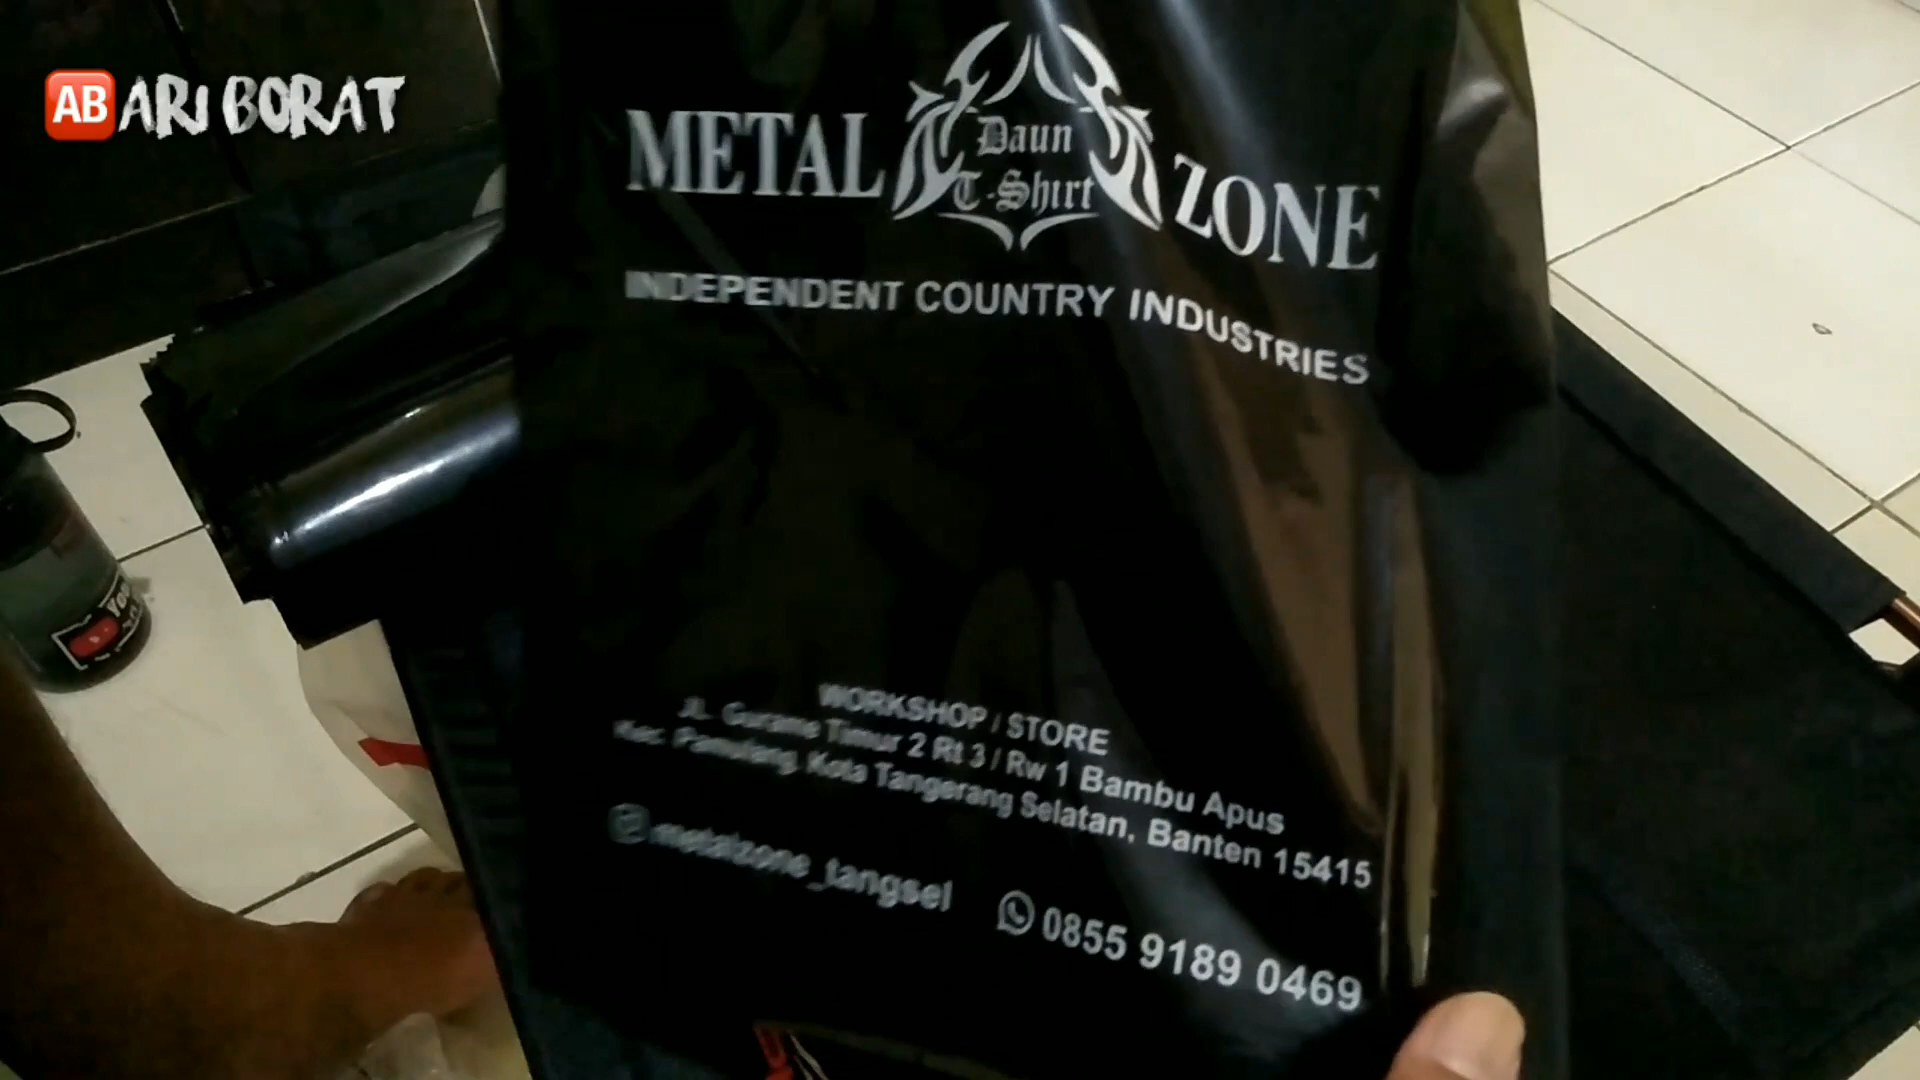 AB ARI BORAT
METAL Daun T-Shirt ZONE
INDEPENDENT COUNTRY INDUSTRIES
WORKSHOP / STORE
JL. Gurame Timur 2 Rt 3 / Rw 1 Bambu Apus
Kec. Pamulang, Kota Tangerang Selatan, Banten 15415
metalzone_tangsel
0855 9189 0469
You